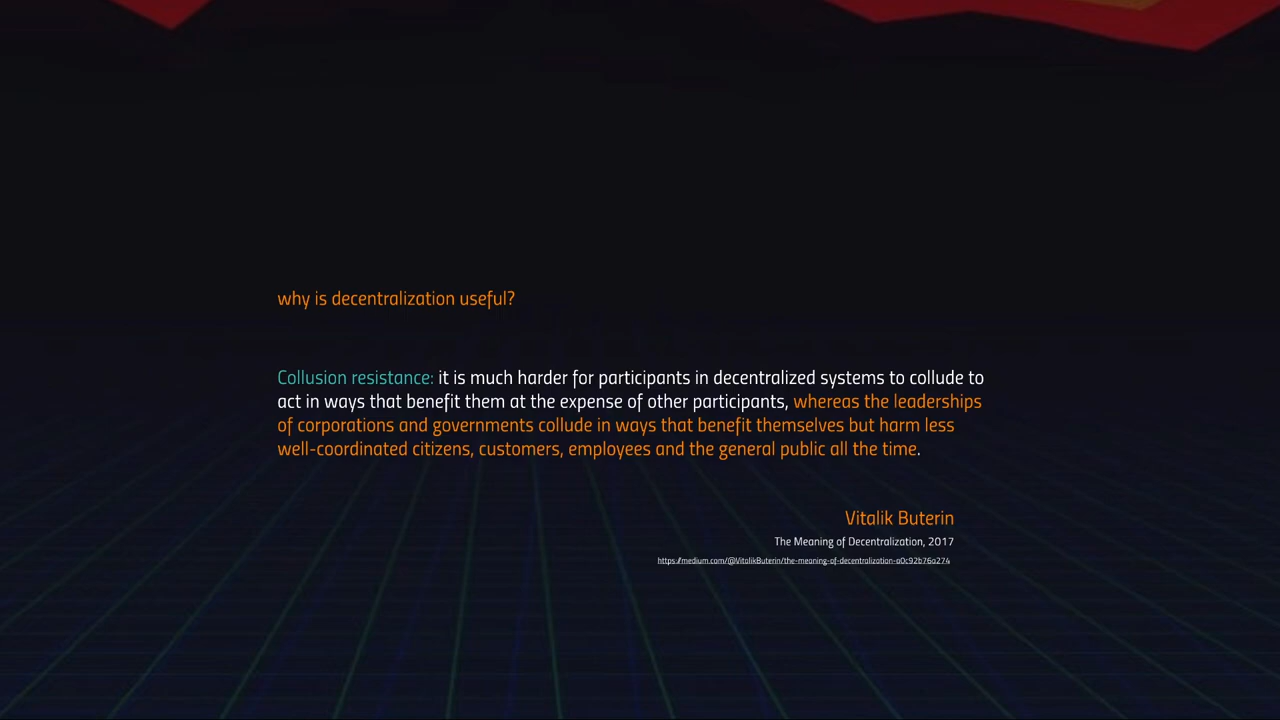 why is decentralization useful?
Collusion resistance: it is much harder for participants in decentralized systems to collude to
act in ways that benefit them at the expense of other participants, whereas the leaderships
of corporations and governments collude in ways that benefit themselves but harm less
well-coordinated citizens, customers, employees and the general public all the time.
Vitalik Buterin
The Meaning of Decentralization, 2017
https://medium.com/@VitalikButerin/the-meaning-of-decentralization-a0c92b76a274